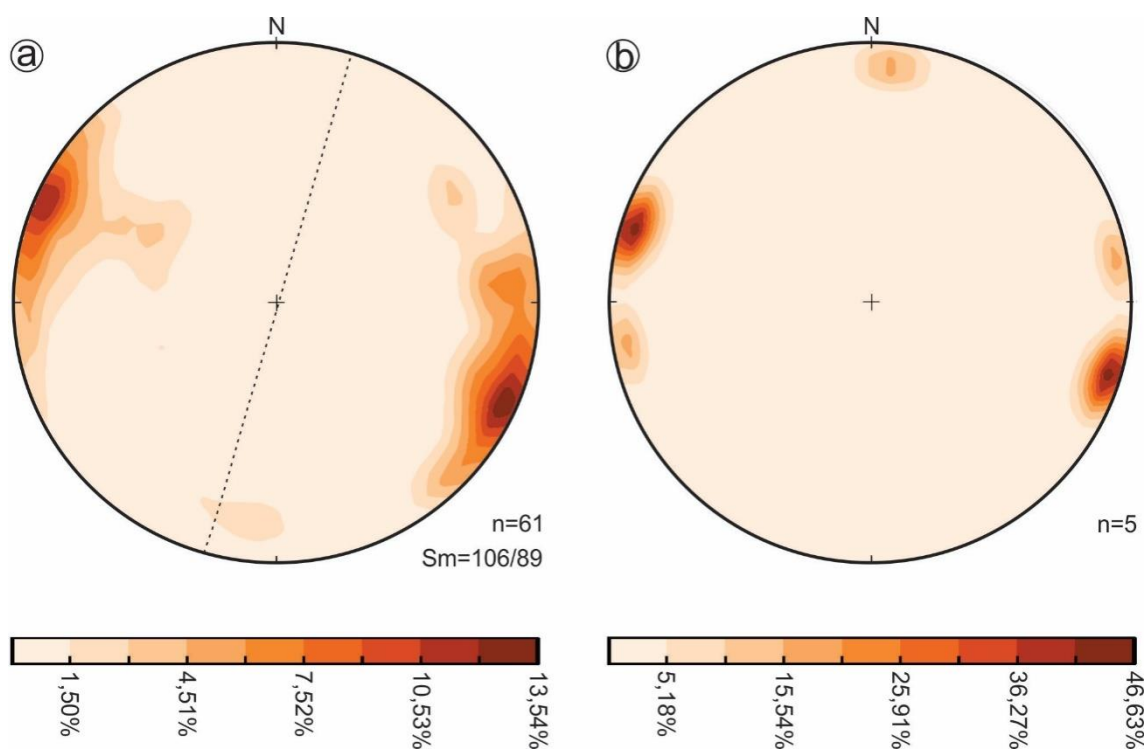 a
N
n=61
Sm=106/89
1,50%
4,51%
7,52%
10,53%
13,54%
b
N
n=5
5,18%
15,54%
25,91%
36,27%
46,63%